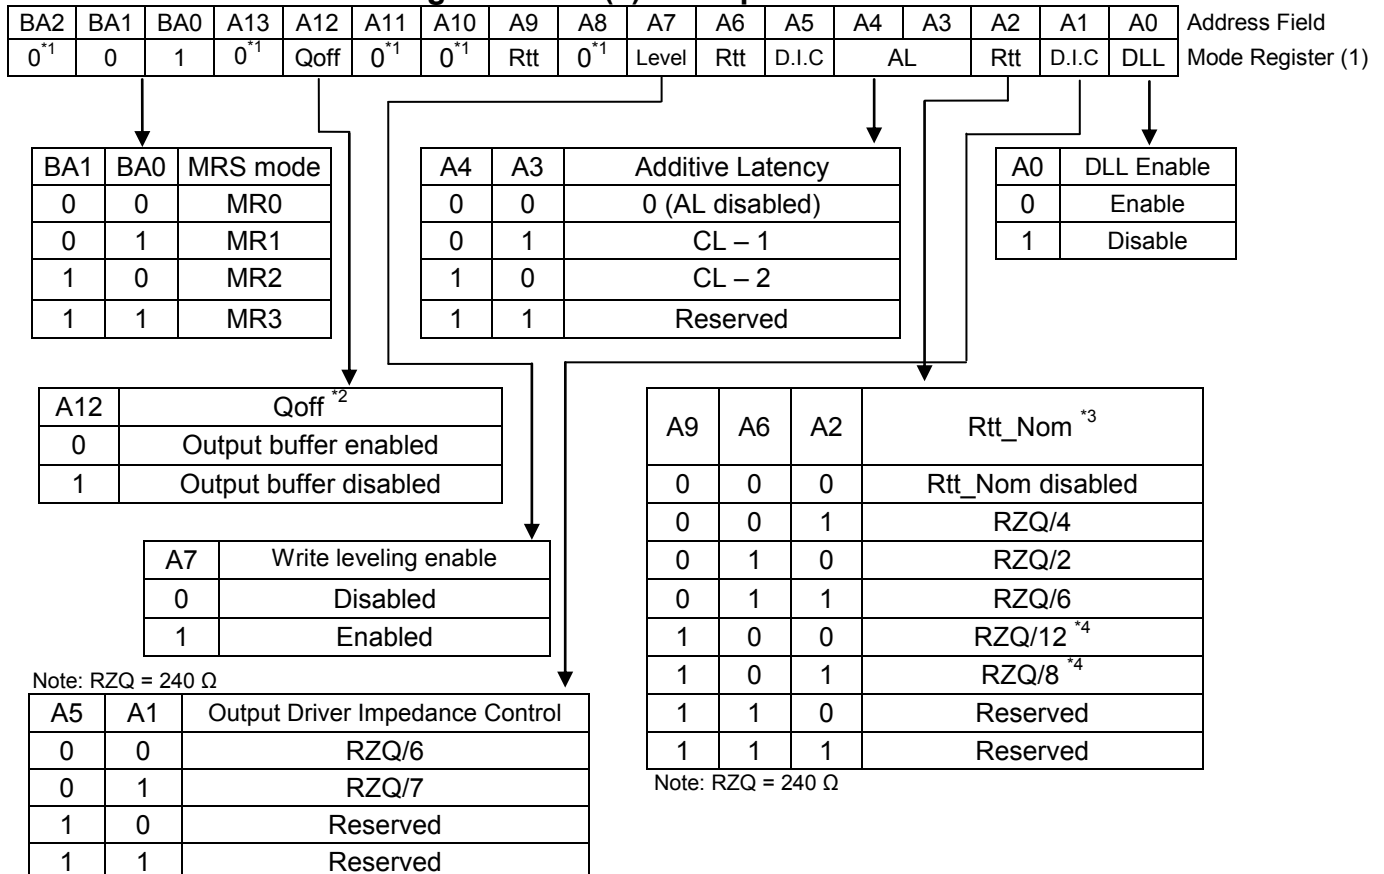 BA2 BA1 BA0 A13 A12 A11 A10 A9 A8 A7 A6 A5 A4 A3 A2 A1 A0 Address Field
0*1 0 1 0*1 Qoff 0*1 0*1 Rtt 0*1 Level Rtt D.I.C AL Rtt D.I.C DLL Mode Register (1)
BA1 BA0 MRS mode
0 0 MR0
0 1 MR1
1 0 MR2
1 1 MR3
A4 A3 Additive Latency
0 0 0 (AL disabled)
0 1 CL – 1
1 0 CL – 2
1 1 Reserved
A0 DLL Enable
0 Enable
1 Disable
A12 Qoff *2
0 Output buffer enabled
1 Output buffer disabled
A9 A6 A2 Rtt_Nom *3
0 0 0 Rtt_Nom disabled
0 0 1 RZQ/4
0 1 0 RZQ/2
0 1 1 RZQ/6
1 0 0 RZQ/12 *4
1 0 1 RZQ/8 *4
1 1 0 Reserved
1 1 1 Reserved
Note: RZQ = 240 Ω
A7 Write leveling enable
0 Disabled
1 Enabled
Note: RZQ = 240 Ω
A5 A1 Output Driver Impedance Control
0 0 RZQ/6
0 1 RZQ/7
1 0 Reserved
1 1 Reserved